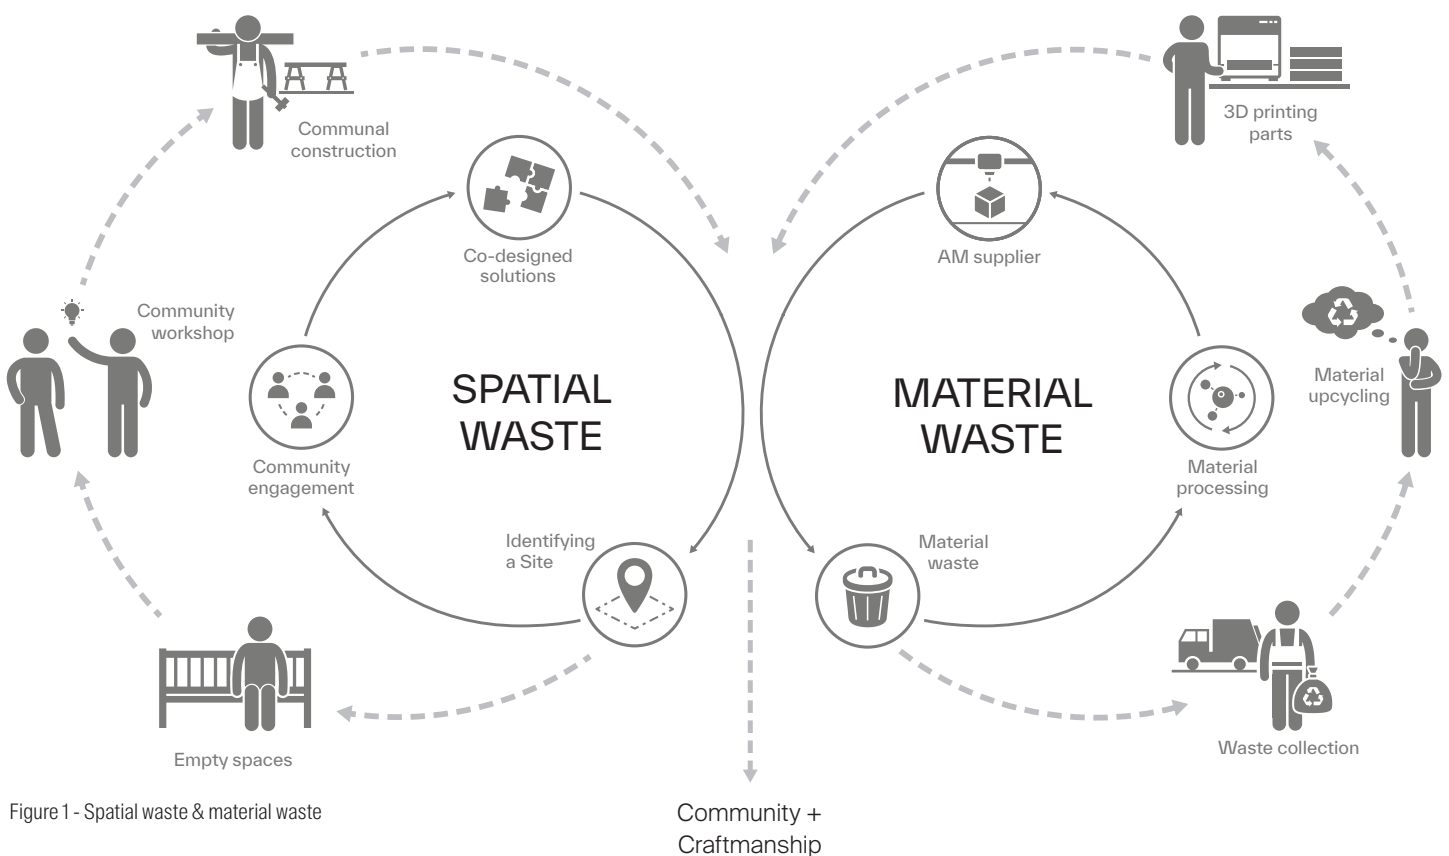 Communal
construction
3D printing
parts
Co-designed
solutions
AM supplier
Community
workshop
SPATIAL
WASTE
MATERIAL
WASTE
Material
upcycling
Community
engagement
Material
processing
Identifying
a Site
Material
waste
Empty spaces
Waste collection
Figure 1 - Spatial waste & material waste
Community +
Craftmanship